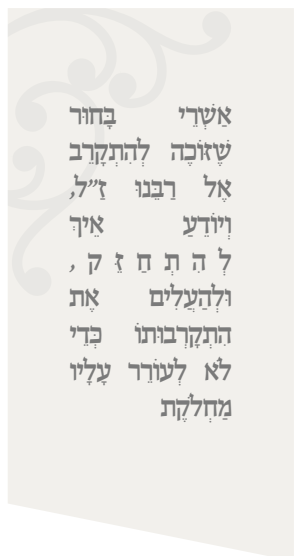 אַשְׁרֵי בָּחוּר
שֶׁזּוֹכֶה לְהִתְקָרֵב
אֶל רַבֵּנוּ זַ״ל,
וְיוֹדֵעַ אֵיךְ
לְהִתְחַזֵּק,
וּלְהַעֲלִים אֶת
הִתְקָרְבוּתוֹ כְּדֵי
לֹא לְעוֹרֵר עָלָיו
מַחְלֹקֶת